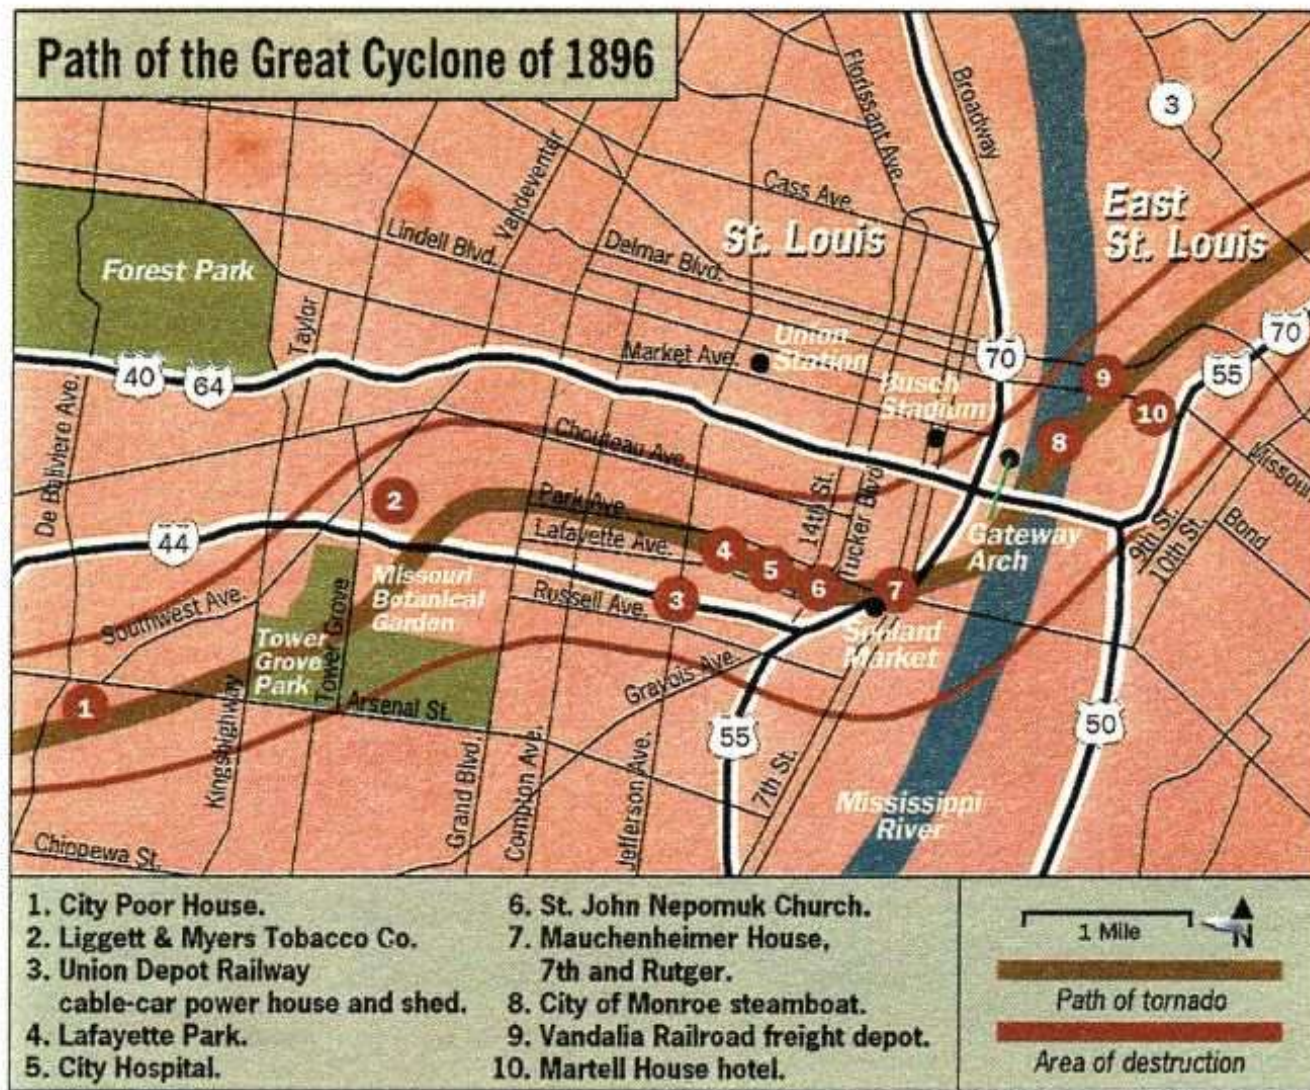 Path of the Great Cyclone of 1896
Florissant Ave.
Broadway
3
Vandeventer
Cass Ave.
East
St. Louis
St. Louis
Lindell Blvd.
Delmar Blvd.
Forest Park
Taylor
Union
Station
Market Ave.
70
70
55
40
64
Busch
Stadium
9
10
8
De Baliviere Ave.
Chouteau Ave.
Missouri
2
Park Ave.
14th St.
Tucker Blvd.
Lafayette Ave.
44
4
5
6
7
Gateway
Arch
9th St.
10th St.
Bond
Missouri
Botanical
Garden
Russell Ave.
3
Southwest Ave.
Tower
Grove
Park
Tower Grove
Soulard
Market
Gravois Ave.
1
Kingshighway
Arsenal St.
55
50
Grand Blvd.
Compton Ave.
Jefferson Ave.
7th St.
Mississippi
River
Chippewa St.
1. City Poor House.
2. Liggett & Myers Tobacco Co.
3. Union Depot Railway
cable-car power house and shed.
4. Lafayette Park.
5. City Hospital.
6. St. John Nepomuk Church.
7. Mauchenheimer House,
7th and Rutger.
8. City of Monroe steamboat.
9. Vandalia Railroad freight depot.
10. Martell House hotel.
1 Mile
N
Path of tornado
Area of destruction